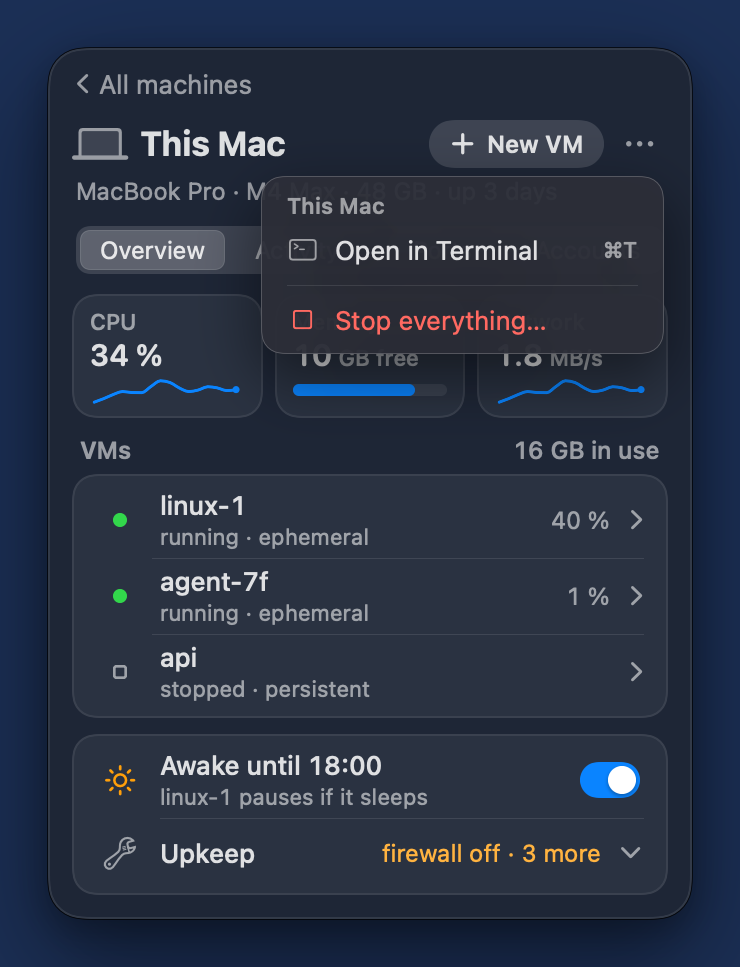 All machines
This Mac
New VM
MacBook Pro · M4 Max · 48 GB · up 3 days
This Mac
Overview
Open in Terminal ⌘T
Stop everything…
CPU
34 %
10 GB free
1.8 MB/s
VMs
16 GB in use
linux-1
running · ephemeral
40 %
agent-7f
running · ephemeral
1 %
api
stopped · persistent
Awake until 18:00
linux-1 pauses if it sleeps
Upkeep
firewall off · 3 more